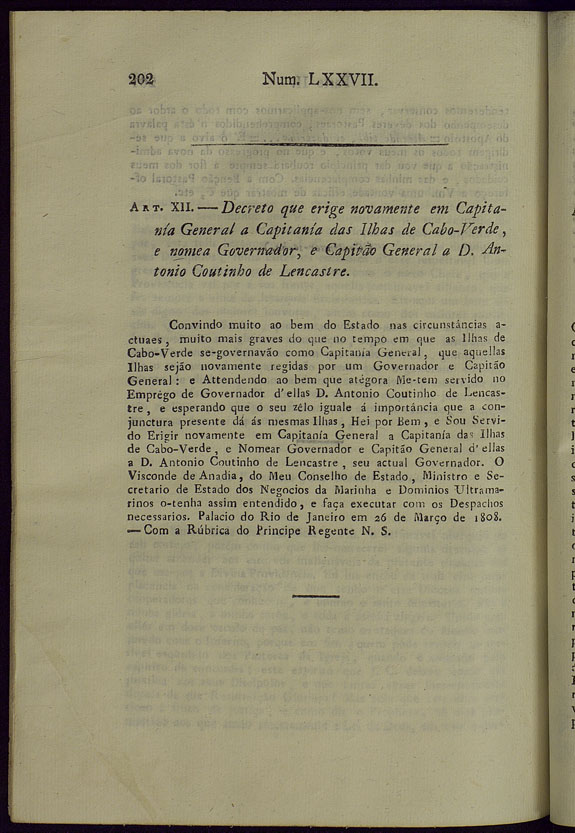 202 Num. LXXVII.
ART. XII. — Decreto que erige novamente em Capita-
nía General a Capitanía das Ilhas de Cabo-Verde,
e nomea Governador, e Capitão General a D. An-
tonio Coutinho de Lencastre.
Convindo muito ao bem do Estado nas circunstâncias a-
ctuaes, muito mais graves do que no tempo em que as Ilhas de
Cabo-Verde se-governavão como Capitania General, que aquellas
Ilhas sejão novamente regidas por um Governador e Capitão
General: e Attendendo ao bem que atégora Me-tem servido no
Emprégo de Governador d'ellas D. Antonio Coutinho de Lencas-
tre, e esperando que o seu zêlo iguale á importáncia que a con-
junctura presente dá ás mesmas Ilhas, Hei por Bem, e Sou Servi-
do Erigir novamente em Capitanía General a Capitanía das Ilhas
de Cabo-Verde, e Nomear Governador e Capitão General d'ellas
a D. Antonio Coutinho de Lencastre, seu actual Governador. O
Visconde de Anadia, do Meu Conselho de Estado, Ministro e Se-
cretario de Estado dos Negocios da Marinha e Dominios Ultrama-
rinos o-tenha assim entendido, e faça executar com os Despachos
necessarios. Palacio do Rio de Janeiro em 26 de Março de 1808.
— Com a Rúbrica do Principe Regente N. S.